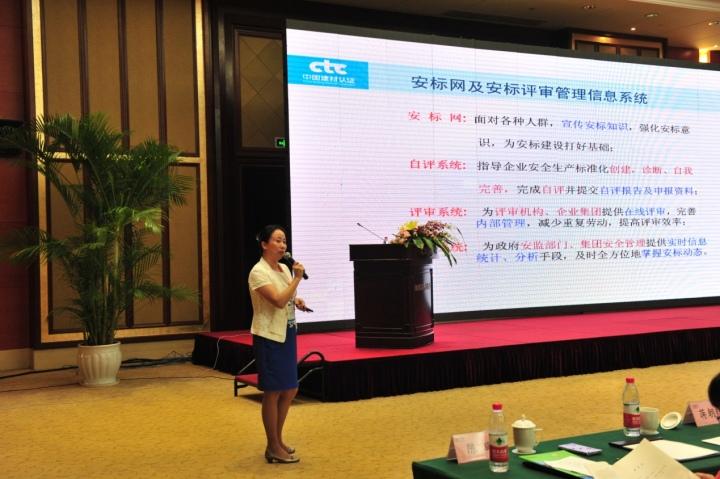 ctc
中国建材认证
安标网及安标评审管理信息系统
安 标 网: 面对各种人群，宣传安标知识，强化安标意
识，为安标建设打好基础;
自评系统: 指导企业安全生产标准化创建、诊断、自我
完善，完成自评并提交自评报告及申报资料;
评审系统: 为评审机构、企业集团提供在线评审，完善
内部管理，减少重复劳动，提高评审效率;
统: 为政府安监部门、集团安全管理提供实时信息
统计、分析手段，及时全方位地掌握安标动态。